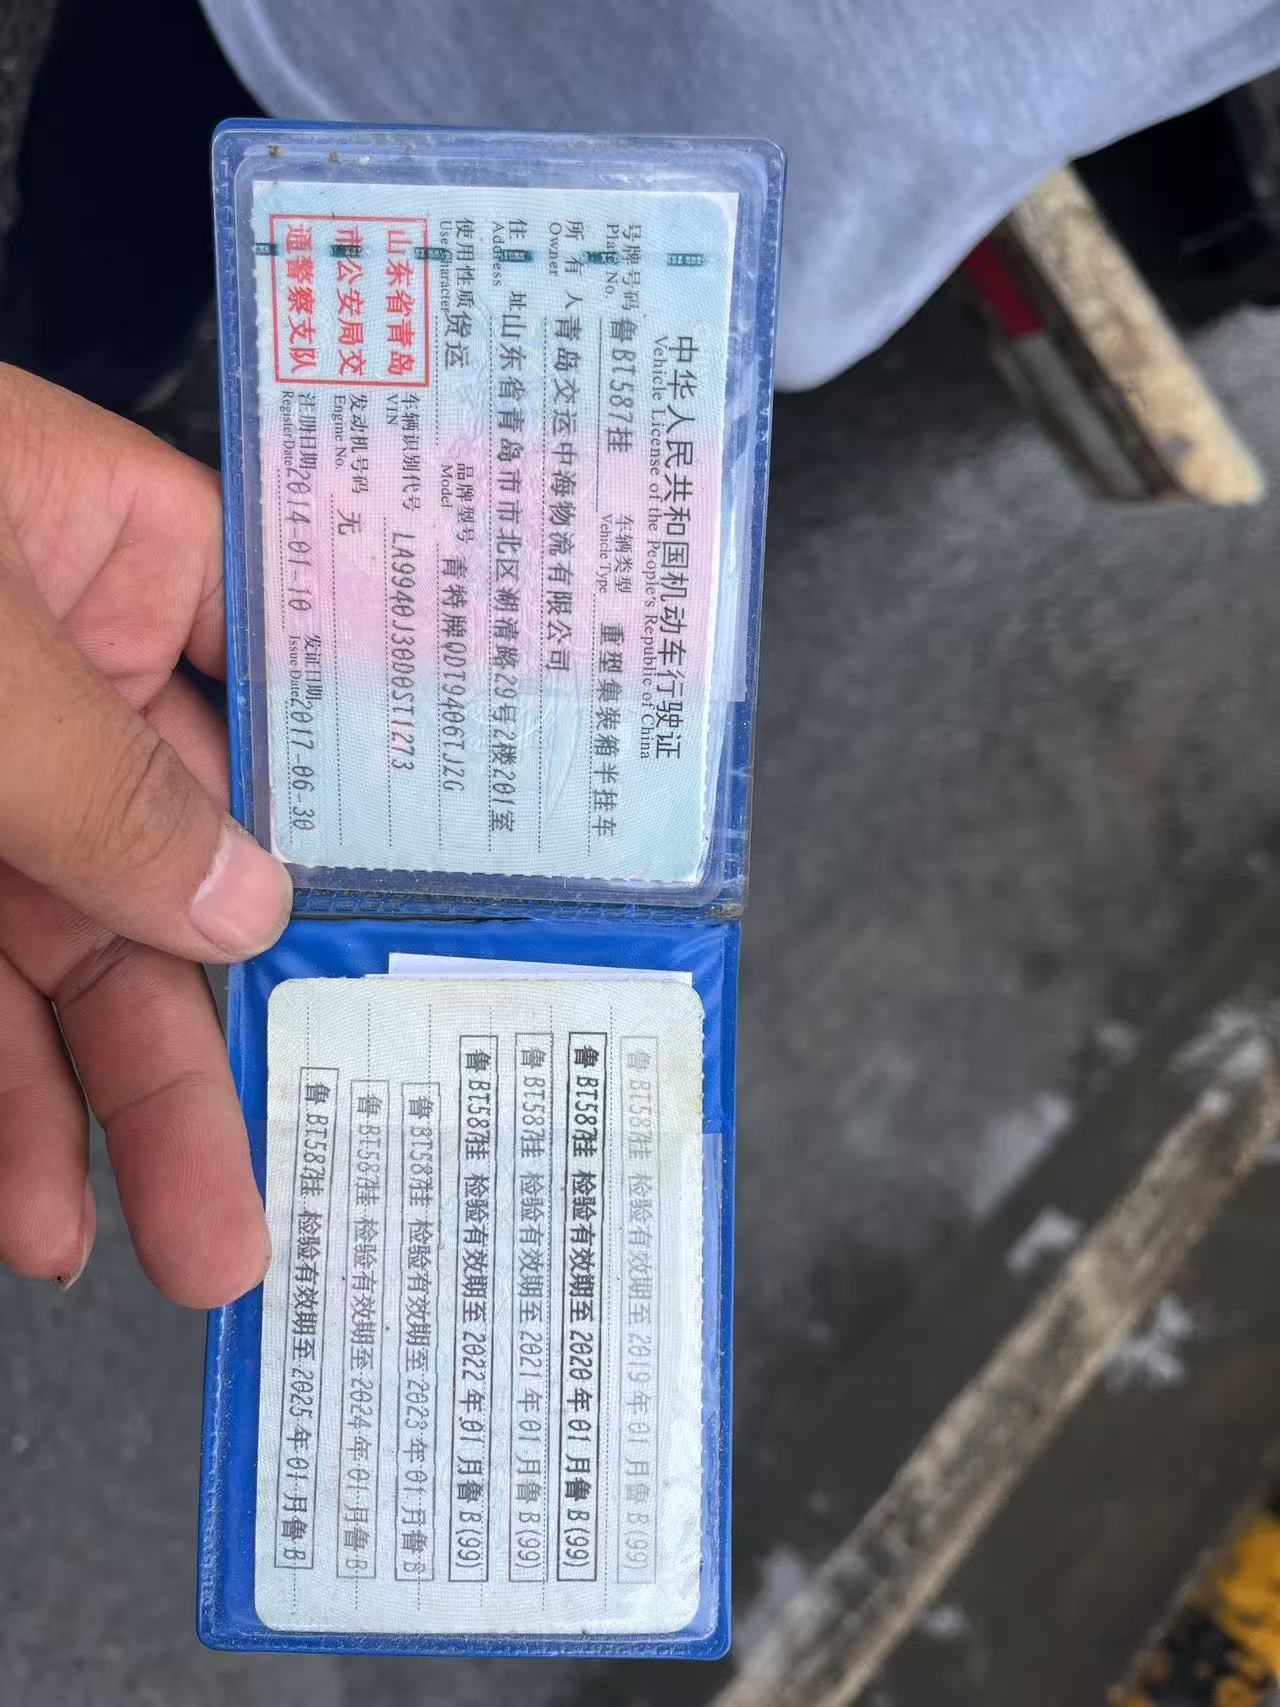 中华人民共和国机动车行驶证
Vehicle License of the People's Republic of China
号牌号码 鲁BT587挂 车辆类型 重型集装箱半挂车
Plate No. Vehicle Type
所有人 青岛交运中海物流有限公司
Owner
住址 山东省青岛市市北区湖清路29号2楼201室
Address
使用性质 货运 品牌型号 青特牌QDT9406TJZG
Use Character Model
山东省青岛
市公安局交
通警察支队
车辆识别代号 LA9940J30D0ST1273
VIN
发动机号码 无
Engine No.
注册日期 2014-01-10 发证日期 2017-06-30
Register Date Issue Date
鲁BT587挂 检验有效期至2019年01月鲁B(99)
鲁BT587挂 检验有效期至2020年01月鲁B(99)
鲁BT587挂 检验有效期至2021年01月鲁B(99)
鲁BT587挂 检验有效期至2022年01月鲁B(99)
鲁BT587挂 检验有效期至2023年01月鲁B
鲁BT587挂 检验有效期至2024年01月鲁B
鲁BT587挂 检验有效期至2025年01月鲁B